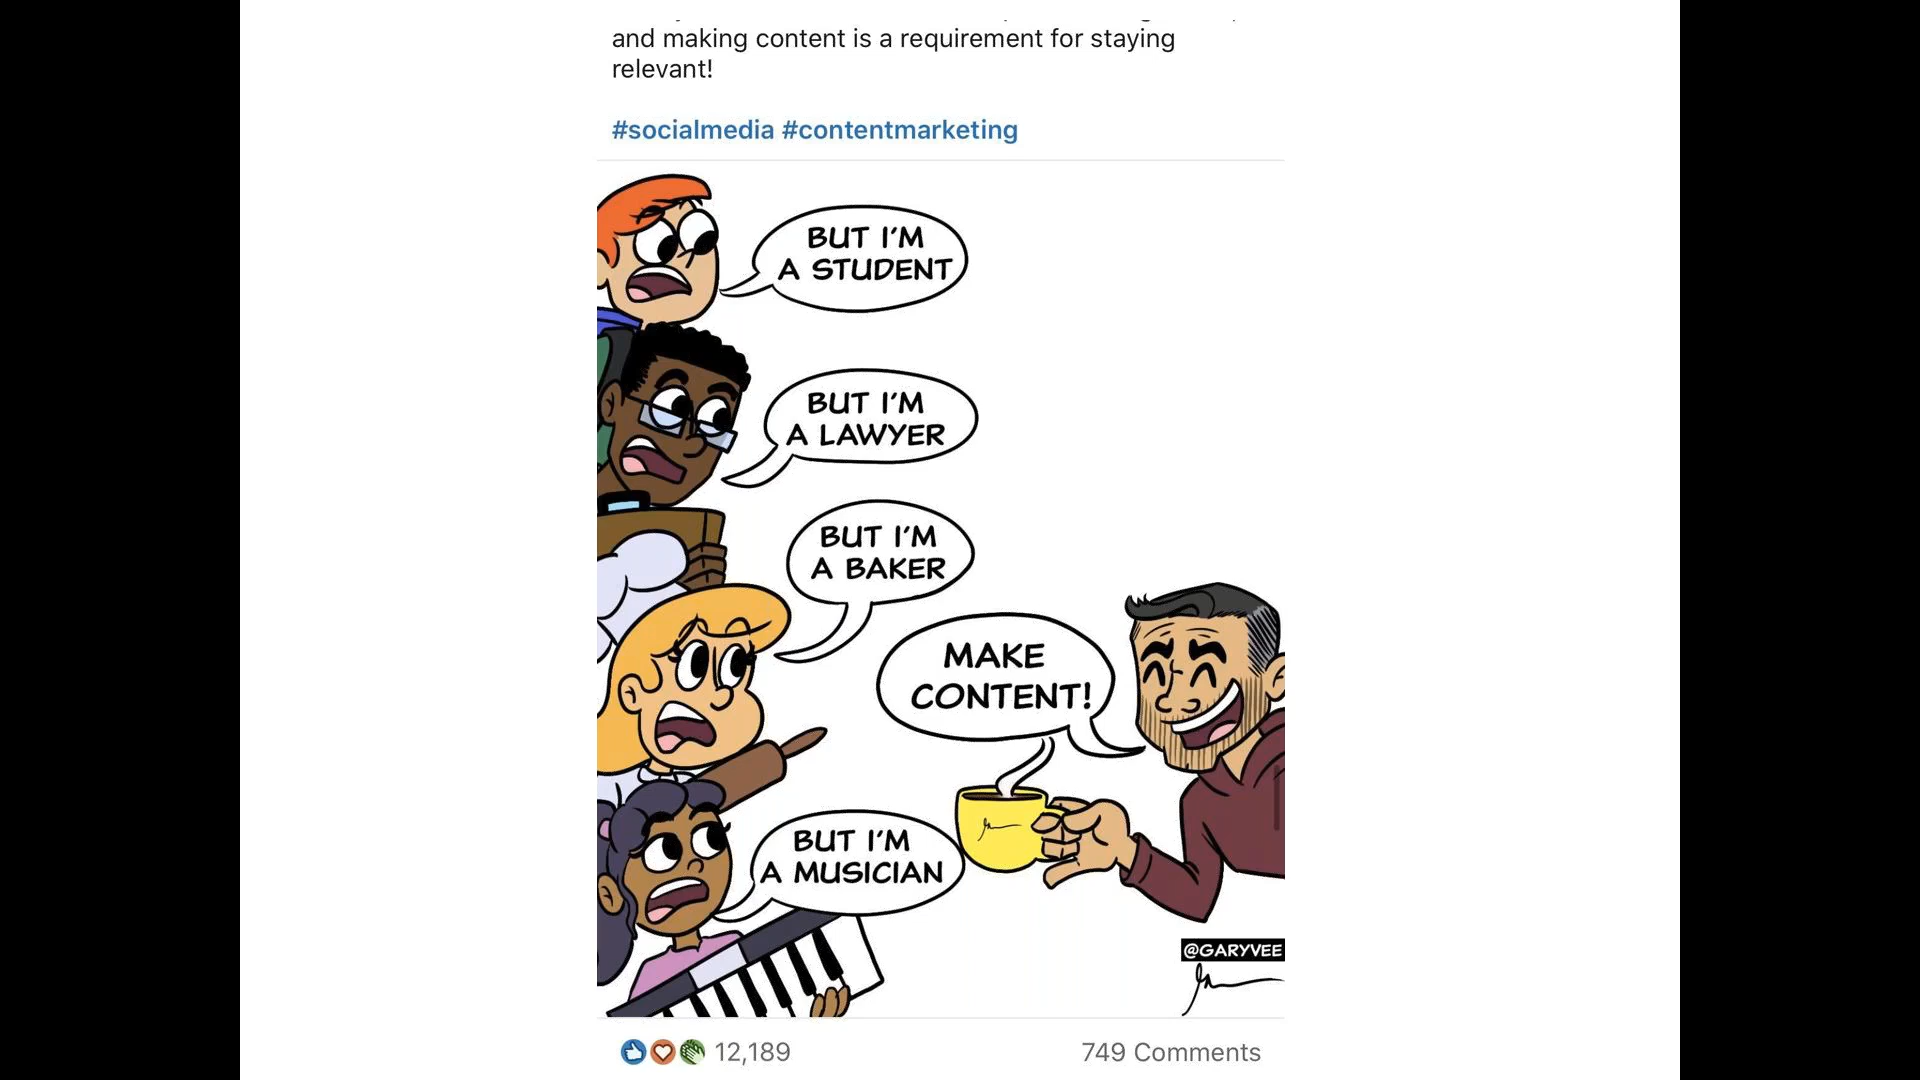 and making content is a requirement for staying
relevant!
#socialmedia #contentmarketing
BUT I'M
A STUDENT
BUT I'M
A LAWYER
BUT I'M
A BAKER
MAKE
CONTENT!
BUT I'M
A MUSICIAN
@GARYVEE
12,189
749 Comments